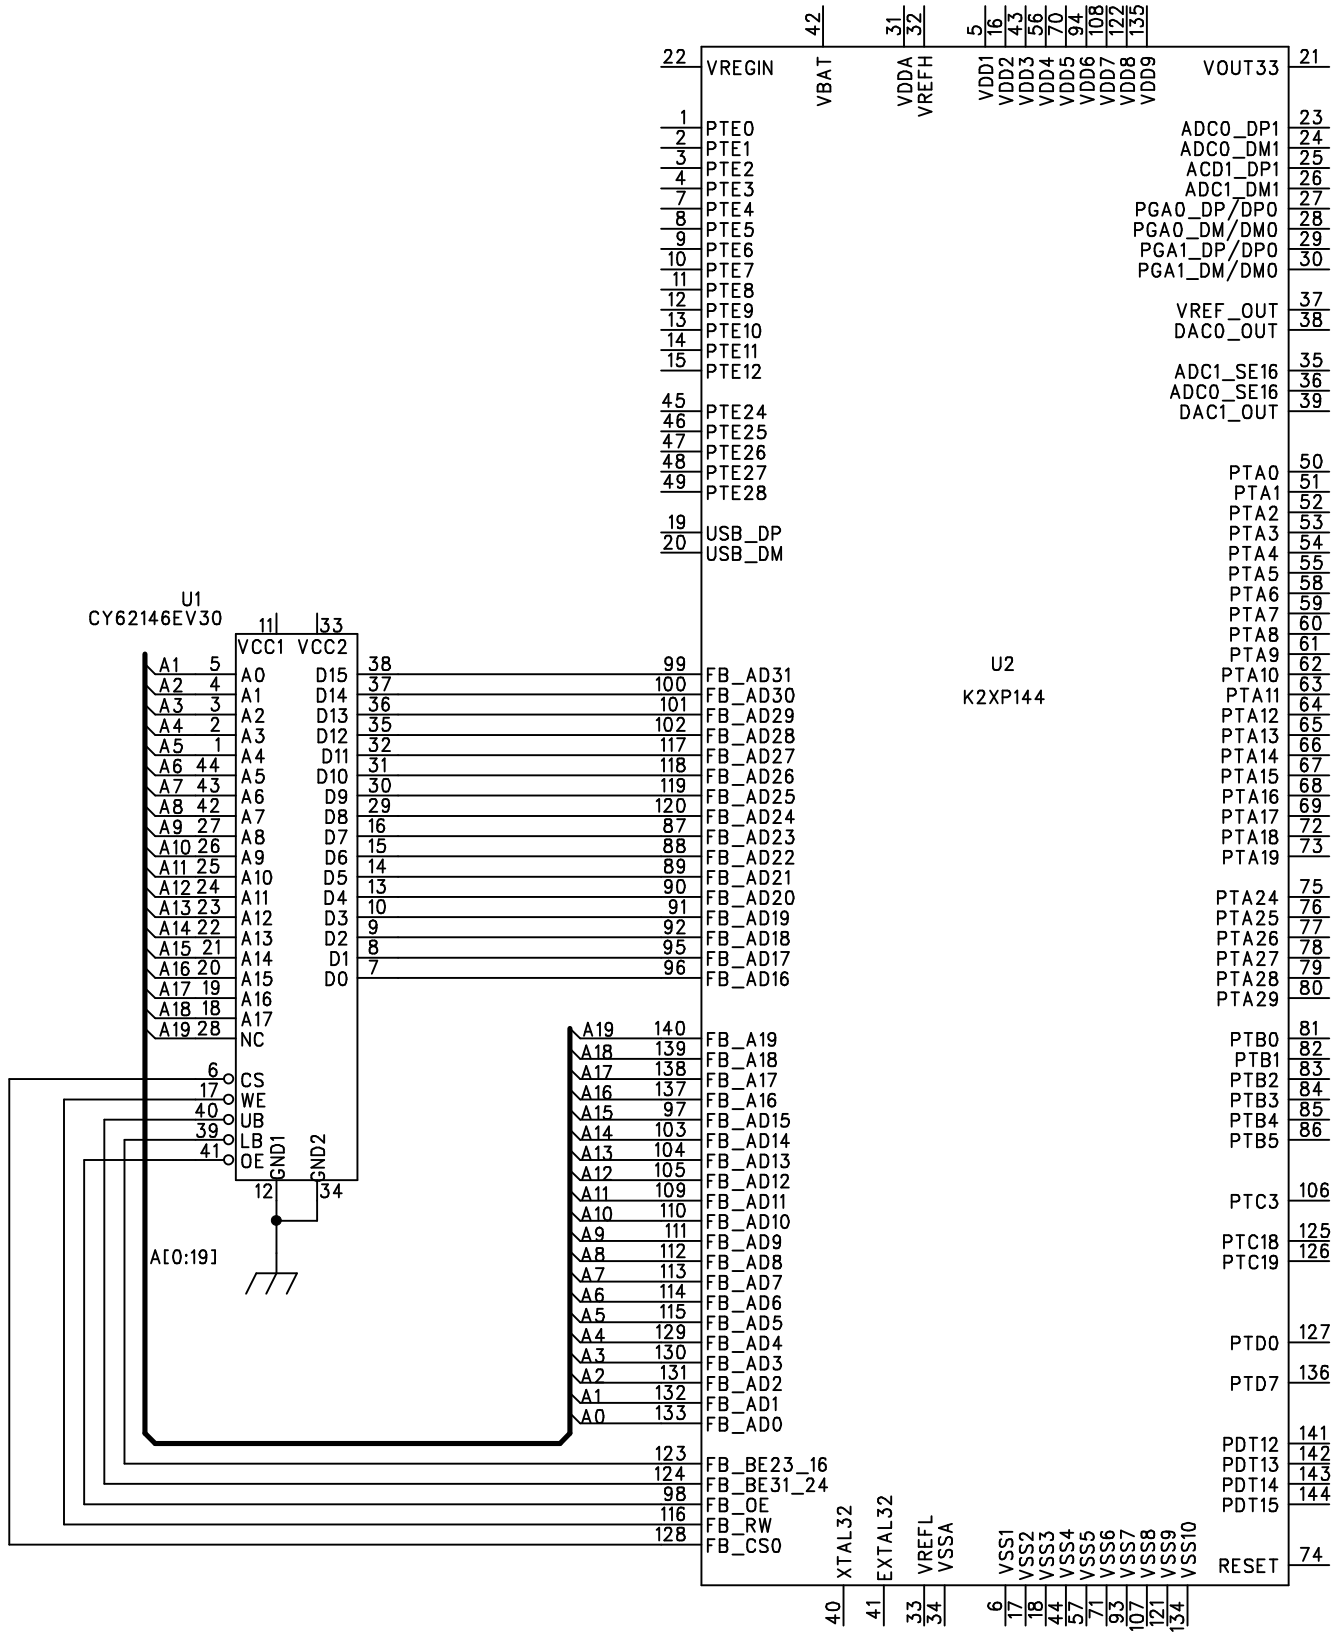 42 31 32 5 16 43 56 70 94 108 122 135
22 VREGIN VBAT VDDA VREFH VDD1 VDD2 VDD3 VDD4 VDD5 VDD6 VDD7 VDD8 VDD9 VOUT33 21
1 PTE0
2 PTE1
3 PTE2
4 PTE3
7 PTE4
8 PTE5
9 PTE6
10 PTE7
11 PTE8
12 PTE9
13 PTE10
14 PTE11
15 PTE12
45 PTE24
46 PTE25
47 PTE26
48 PTE27
49 PTE28
19 USB_DP
20 USB_DM
ADC0_DP1 23
ADC0_DM1 24
ACD1_DP1 25
ADC1_DM1 26
PGA0_DP/DP0 27
PGA0_DM/DM0 28
PGA1_DP/DP0 29
PGA1_DM/DM0 30
VREF_OUT 37
DAC0_OUT 38
ADC1_SE16 35
ADC0_SE16 36
DAC1_OUT 39
PTA0 50
PTA1 51
PTA2 52
PTA3 53
PTA4 54
PTA5 55
PTA6 58
PTA7 59
PTA8 60
PTA9 61
PTA10 62
PTA11 63
PTA12 64
PTA13 65
PTA14 66
PTA15 67
PTA16 68
PTA17 69
PTA18 72
PTA19 73
PTA24 75
PTA25 76
PTA26 77
PTA27 78
PTA28 79
PTA29 80
PTB0 81
PTB1 82
PTB2 83
PTB3 84
PTB4 85
PTB5 86
PTC3 106
PTC18 125
PTC19 126
PTD0 127
PTD7 136
PDT12 141
PDT13 142
PDT14 143
PDT15 144
RESET 74
U2
K2XP144
U1
CY62146EV30
11 33
VCC1 VCC2
A1 5 A0 D15 38 99 FB_AD31
A2 4 A1 D14 37 100 FB_AD30
A3 3 A2 D13 36 101 FB_AD29
A4 2 A3 D12 35 102 FB_AD28
A5 1 A4 D11 32 117 FB_AD27
A6 44 A5 D10 31 118 FB_AD26
A7 43 A6 D9 30 119 FB_AD25
A8 42 A7 D8 29 120 FB_AD24
A9 27 A8 D7 16 87 FB_AD23
A10 26 A9 D6 15 88 FB_AD22
A11 25 A10 D5 14 89 FB_AD21
A12 24 A11 D4 13 90 FB_AD20
A13 23 A12 D3 10 91 FB_AD19
A14 22 A13 D2 9 92 FB_AD18
A15 21 A14 D1 8 95 FB_AD17
A16 20 A15 D0 7 96 FB_AD16
A17 19 A16
A18 18 A17
A19 28 NC
6 CS
17 WE
40 UB
39 LB
41 OE
GND1 GND2
12 34
A[0:19]
A19 140 FB_A19
A18 139 FB_A18
A17 138 FB_A17
A16 137 FB_A16
A15 97 FB_AD15
A14 103 FB_AD14
A13 104 FB_AD13
A12 105 FB_AD12
A11 109 FB_AD11
A10 110 FB_AD10
A9 111 FB_AD9
A8 112 FB_AD8
A7 113 FB_AD7
A6 114 FB_AD6
A5 115 FB_AD5
A4 129 FB_AD4
A3 130 FB_AD3
A2 131 FB_AD2
A1 132 FB_AD1
A0 133 FB_AD0
123 FB_BE23_16
124 FB_BE31_24
98 FB_OE
116 FB_RW
128 FB_CS0
XTAL32 EXTAL32 VREFL VSSA VSS1 VSS2 VSS3 VSS4 VSS5 VSS6 VSS7 VSS8 VSS9 VSS10
40 41 33 34 6 17 18 44 57 71 93 107 121 134